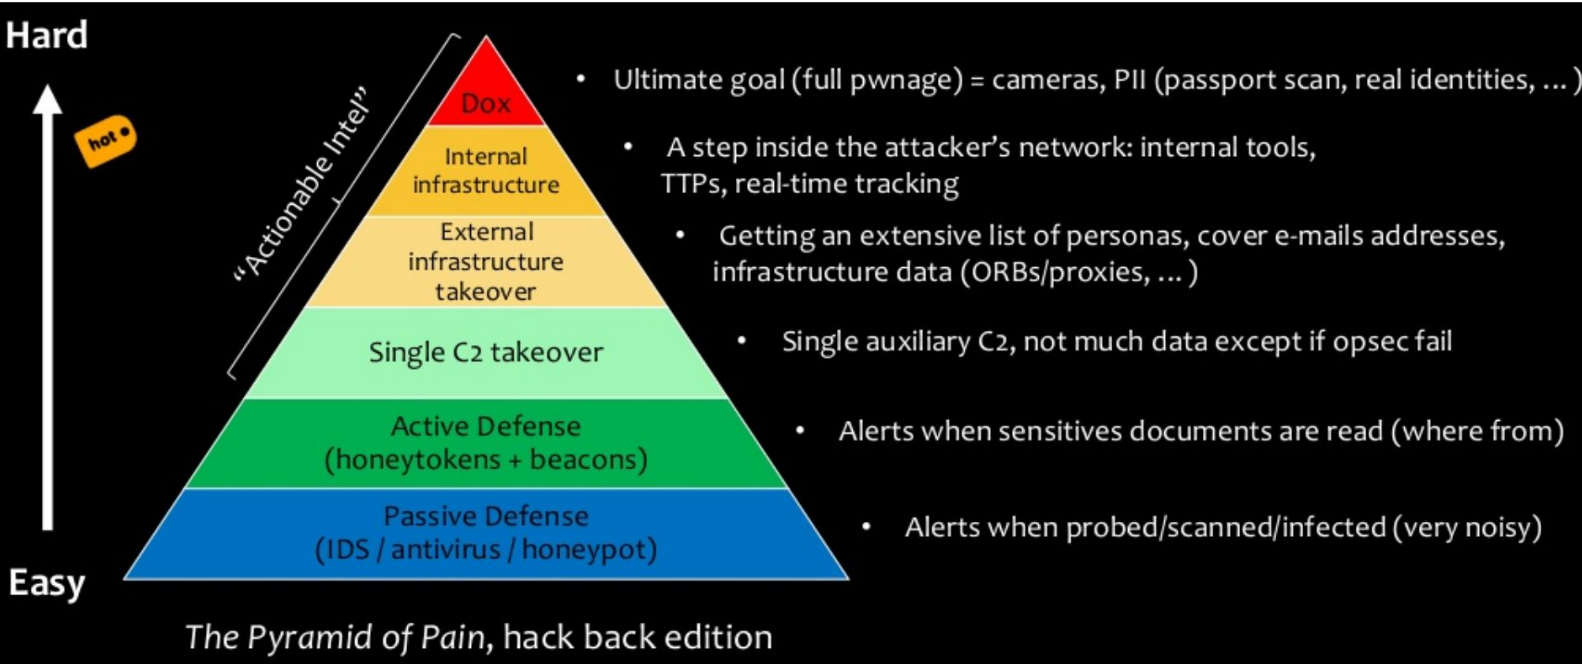 Hard
hot
"Actionable Intel"
Dox
• Ultimate goal (full pwnage) = cameras, PII (passport scan, real identities, ... )
Internal
infrastructure
• A step inside the attacker's network: internal tools,
TTPs, real-time tracking
External
infrastructure
takeover
• Getting an extensive list of personas, cover e-mails addresses,
infrastructure data (ORBs/proxies, ... )
Single C2 takeover
• Single auxiliary C2, not much data except if opsec fail
Active Defense
(honeytokens + beacons)
• Alerts when sensitives documents are read (where from)
Passive Defense
(IDS / antivirus / honeypot)
• Alerts when probed/scanned/infected (very noisy)
Easy
The Pyramid of Pain, hack back edition